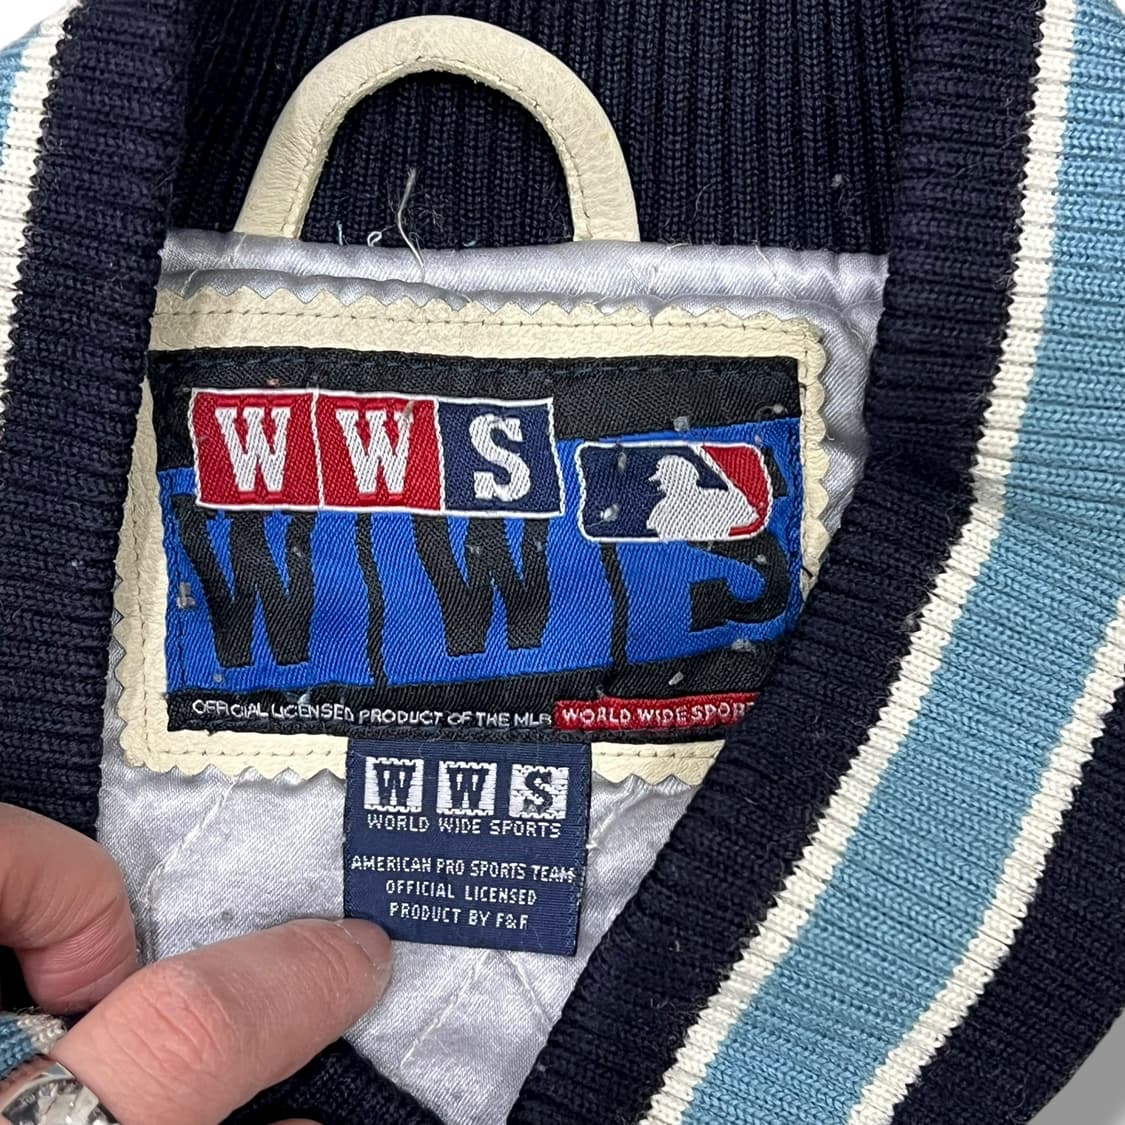 WWS
WWS
OFFICIAL LICENSED PRODUCT OF THE MLB WORLD WIDE SPORT
WWS
WORLD WIDE SPORTS
AMERICAN PRO SPORTS TEAM
OFFICIAL LICENSED
PRODUCT BY F&F